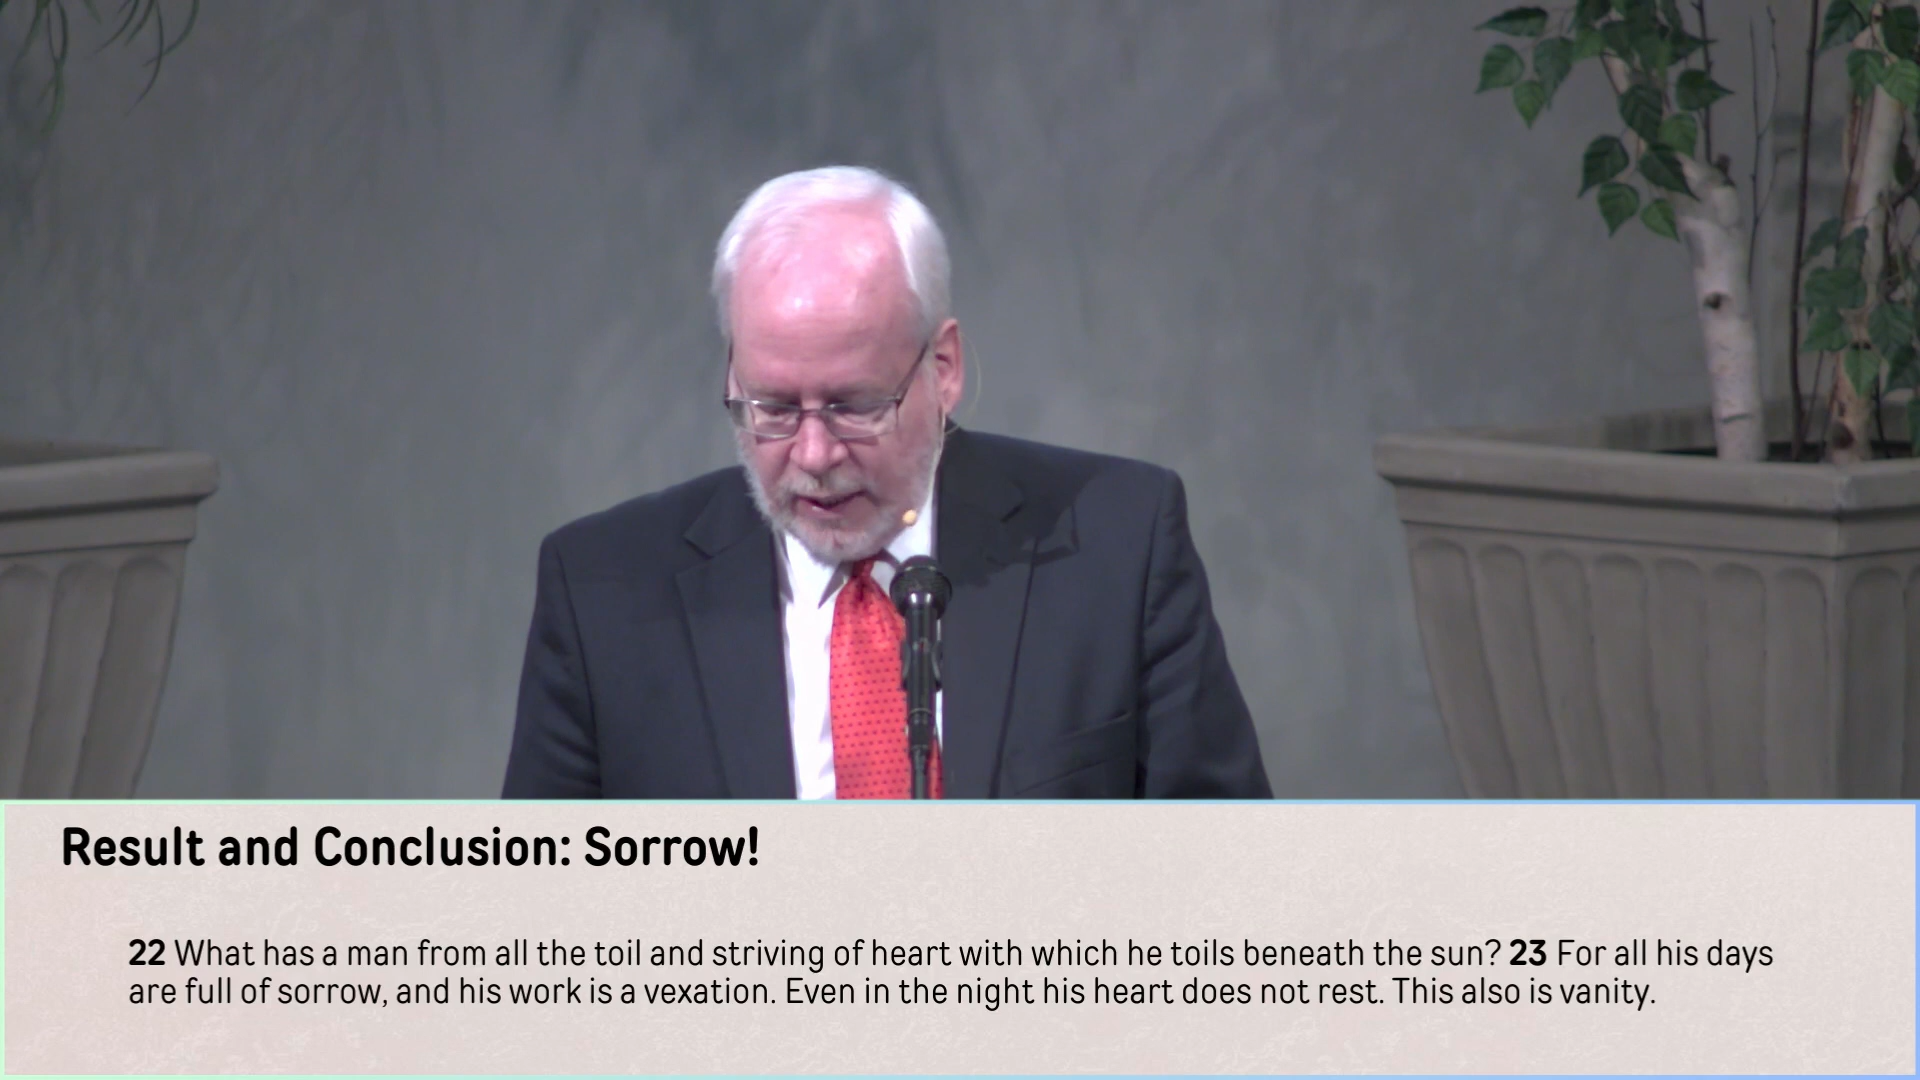 Result and Conclusion: Sorrow!
22 What has a man from all the toil and striving of heart with which he toils beneath the sun? 23 For all his days
are full of sorrow, and his work is a vexation. Even in the night his heart does not rest. This also is vanity.